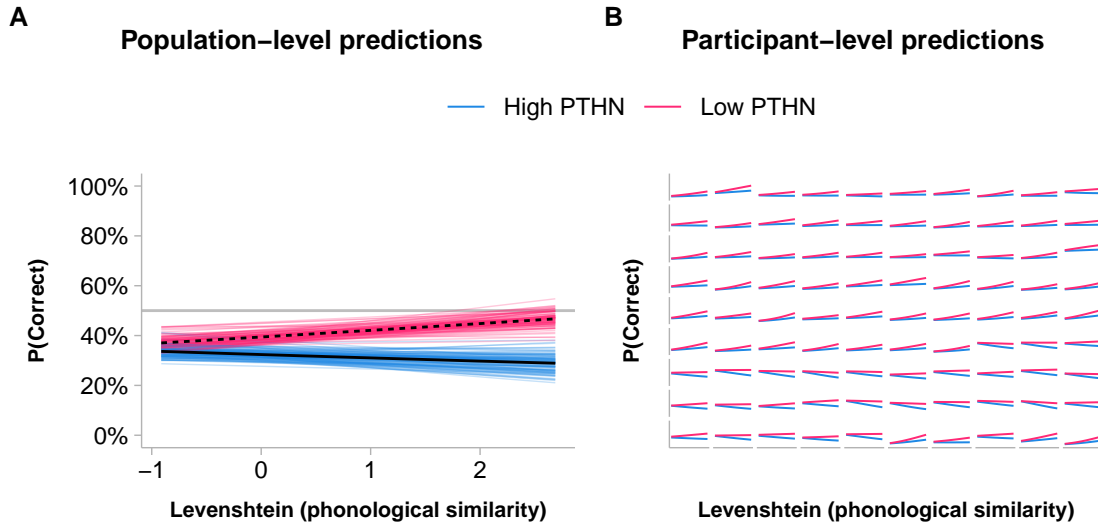 A
Population−level predictions
B
Participant−level predictions
High PTHN
Low PTHN
P(Correct)
100%
80%
60%
40%
20%
0%
−1
0
1
2
Levenshtein (phonological similarity)
P(Correct)
Levenshtein (phonological similarity)